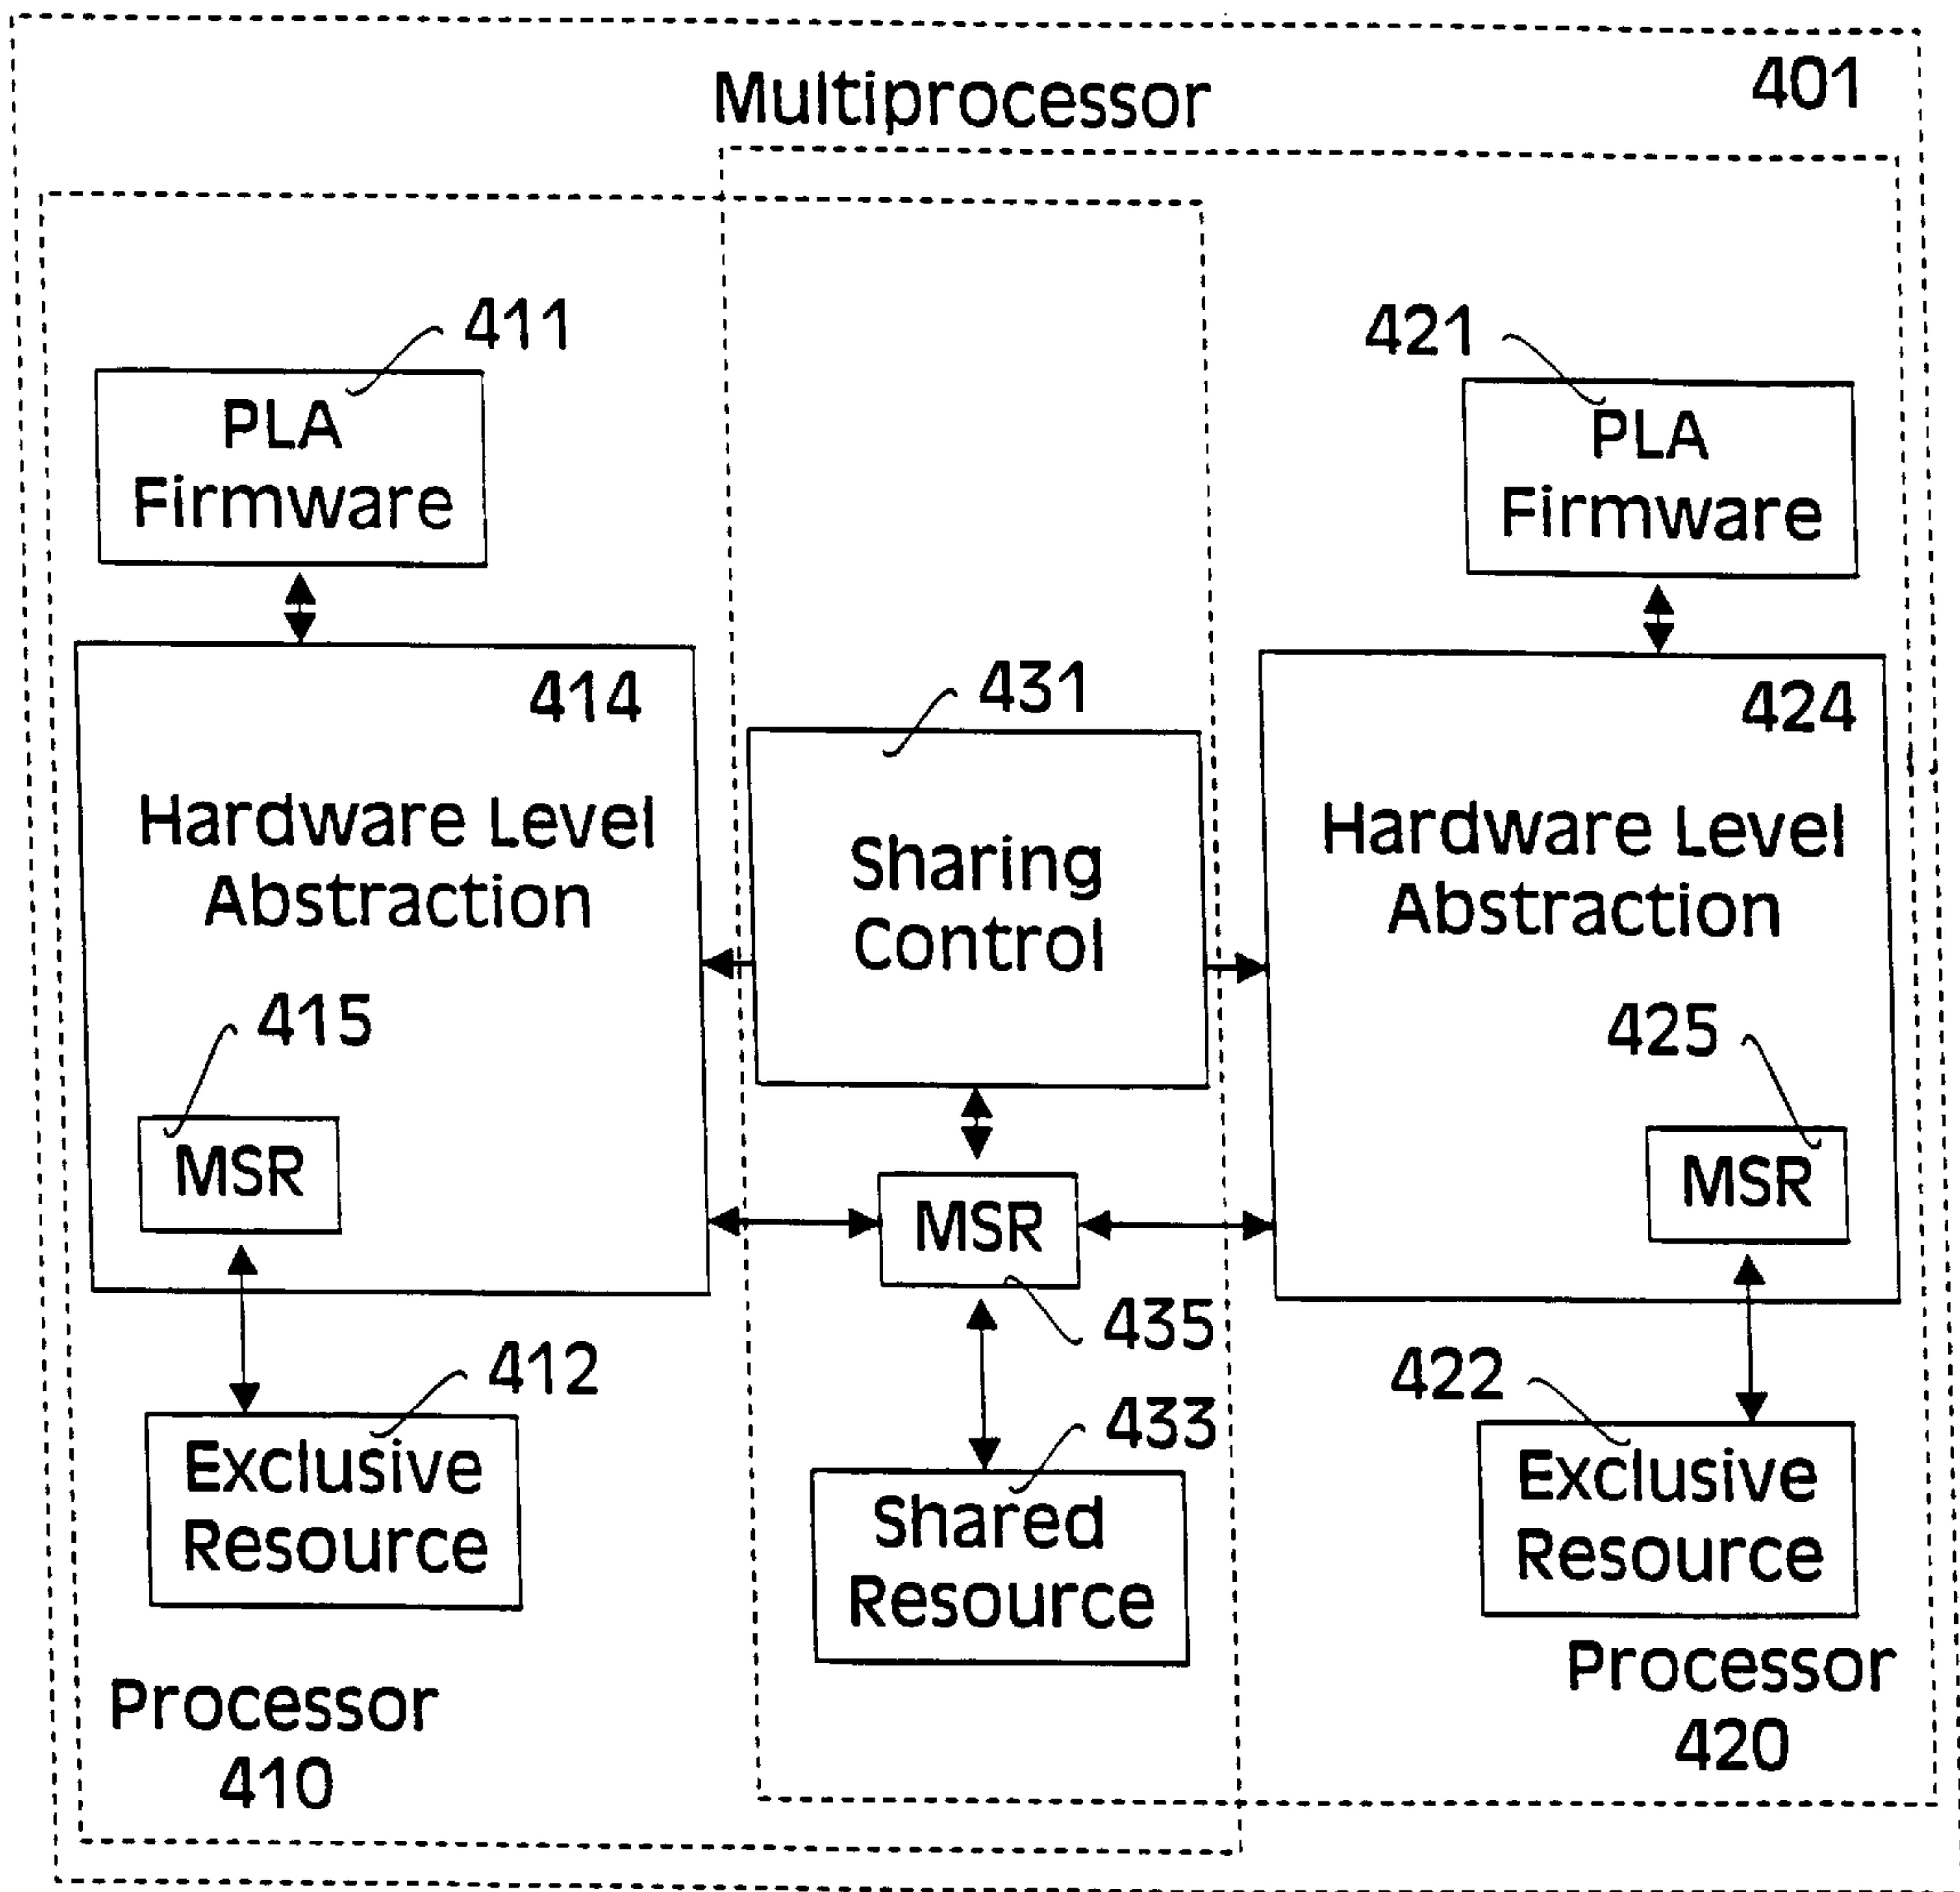 Multiprocessor
401
411
PLA
Firmware
421
PLA
Firmware
414
Hardware Level
Abstraction
431
Sharing
Control
424
Hardware Level
Abstraction
415
MSR
MSR
435
425
MSR
412
Exclusive
Resource
433
Shared
Resource
422
Exclusive
Resource
Processor
410
Processor
420